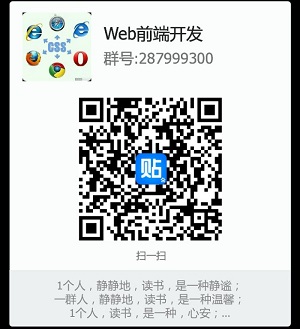 CSS
Web前端开发
群号:287999300
贴
扫一扫
1个人，静静地，读书，是一种静谧；
一群人，静静地，读书，是一种温馨；
1个人，读书，是一种，心安；...